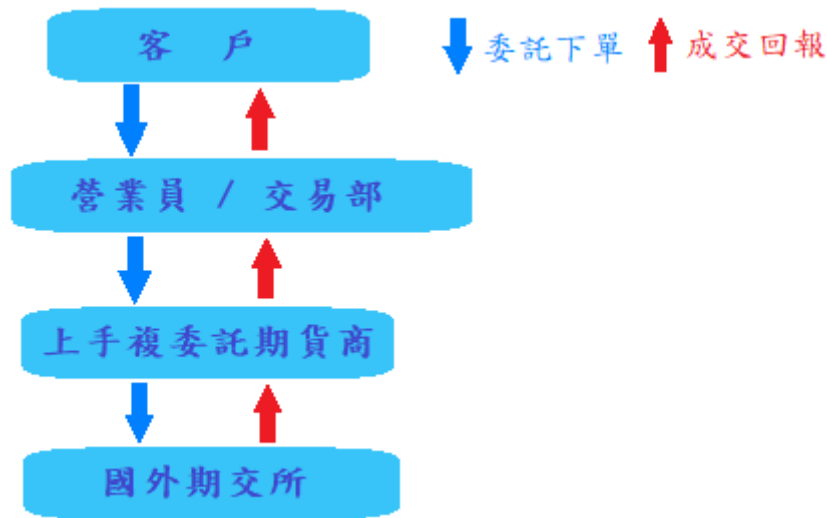 客 戶
委託下單
成交回報
營業員 / 交易部
上手複委託期貨商
國外期交所